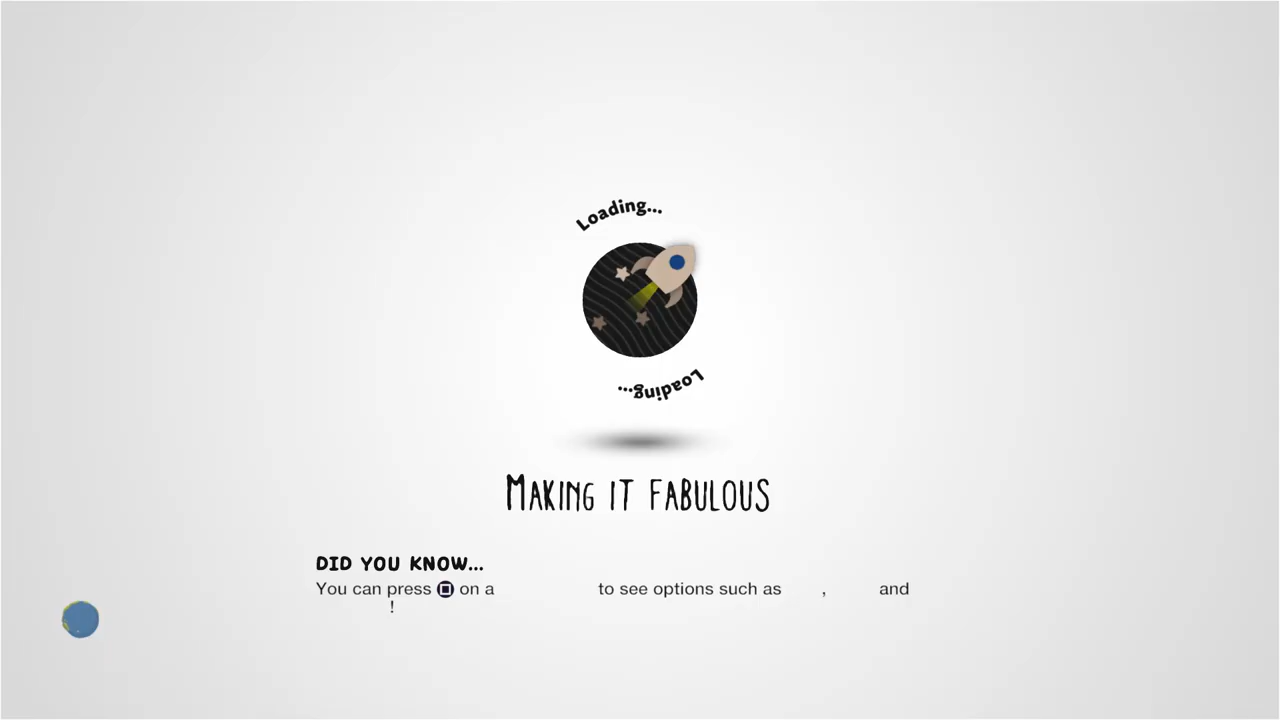 Loading...
Loading...
Making it fabulous
DID YOU KNOW...
You can press on a to see options such as , and
!